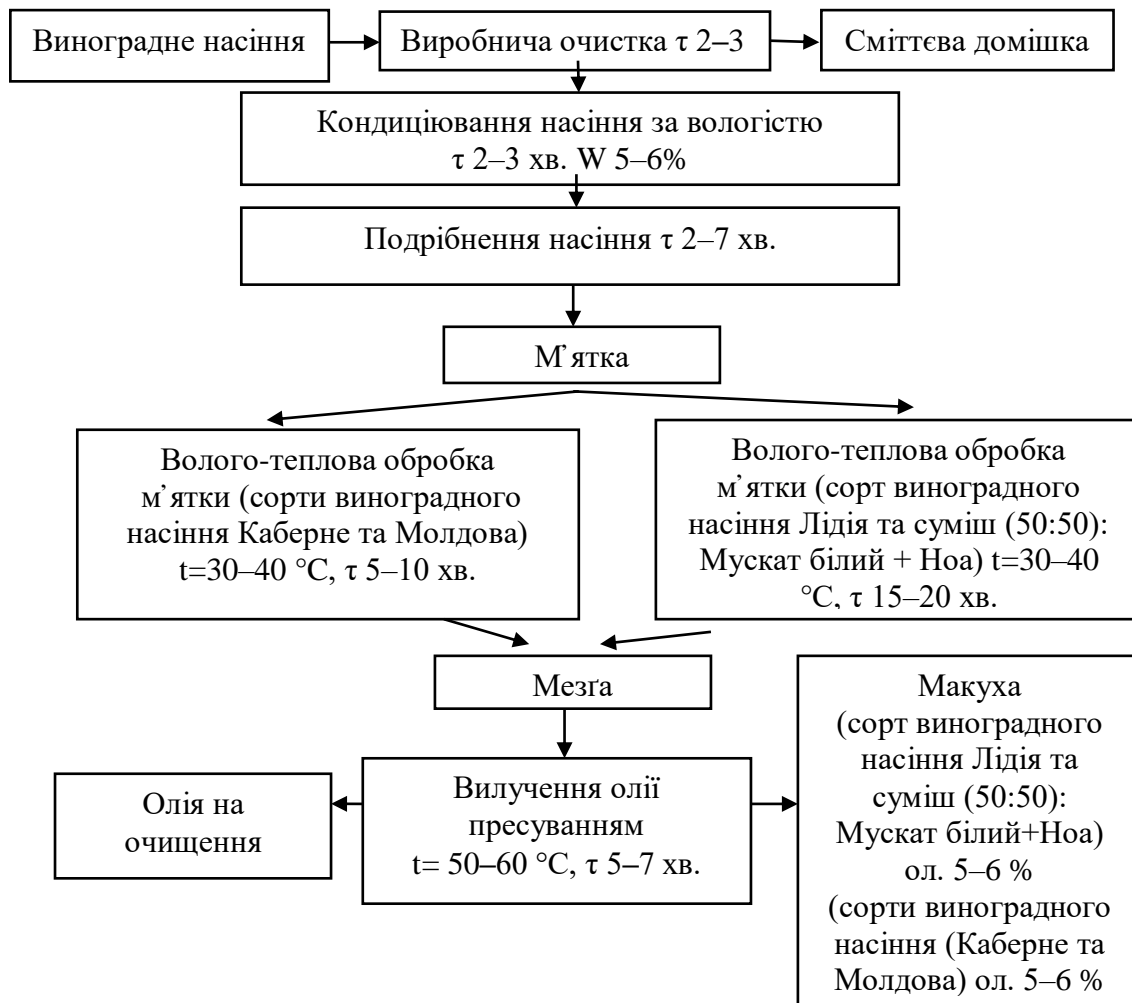 Виноградне насіння
Виробнича очистка τ 2–3
Сміттєва домішка
Кондиціювання насіння за вологістю
τ 2–3 хв. W 5–6%
Подрібнення насіння τ 2–7 хв.
М’ятка
Волого-теплова обробка
м’ятки (сорти виноградного
насіння Каберне та Молдова)
t=30–40 °С, τ 5–10 хв.
Волого-теплова обробка
м’ятки (сорт виноградного
насіння Лідія та суміш (50:50):
Мускат білий + Ноа) t=30–40
°С, τ 15–20 хв.
Мезґа
Олія на
очищення
Вилучення олії
пресуванням
t= 50–60 °С, τ 5–7 хв.
Макуха
(сорт виноградного
насіння Лідія та
суміш (50:50):
Мускат білий+Ноа)
ол. 5–6 %
(сорти виноградного
насіння (Каберне та
Молдова) ол. 5–6 %